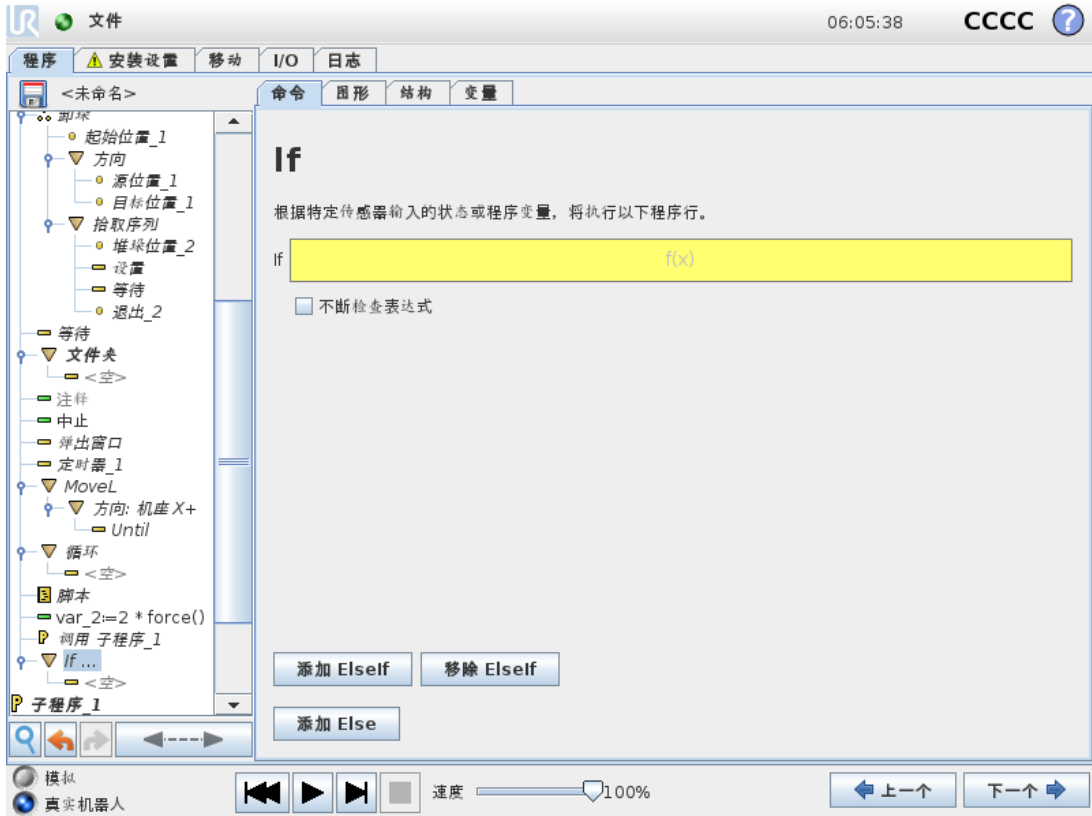 UR 文件 06:05:38 CCCC ?
程序 安装设置 移动 I/O 日志
<未命名> 命令 图形 结构 变量
卸垛
起始位置_1
方向
源位置_1
目标位置_1
拾取序列
堆垛位置_2
设置
等待
退出_2
等待
文件夹
<空>
注释
中止
弹出窗口
定时器_1
MoveL
方向: 机座 X+
Until
循环
<空>
脚本
var_2:=2 * force()
调用 子程序_1
If ...
<空>
子程序_1
If
根据特定传感器输入的状态或程序变量，将执行以下程序行。
If f(x)
不断检查表达式
添加 ElseIf 移除 ElseIf
添加 Else
模拟
真实机器人
速度 100%
上一个 下一个